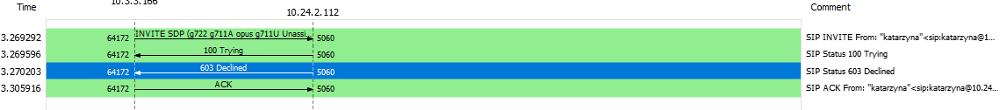 10.3.3.166
Time 10.24.2.112 Comment
3.269292 64172 INVITE SDP (g722 g711A opus g711U Unassi... 5060 SIP INVITE From: "katarzyna"<sip:katarzyna@1...
3.269596 64172 100 Trying 5060 SIP Status 100 Trying
3.270203 64172 603 Declined 5060 SIP Status 603 Declined
3.305916 64172 ACK 5060 SIP ACK From: "katarzyna"<sip:katarzyna@10.24...